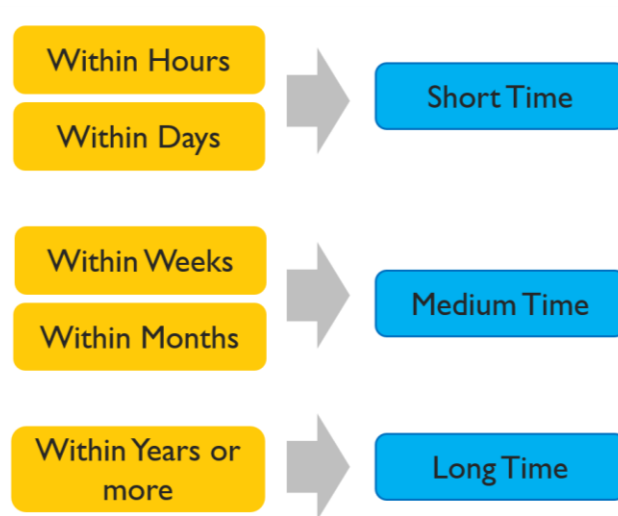 Within Hours
Short Time
Within Days
Within Weeks
Medium Time
Within Months
Within Years or
more
Long Time